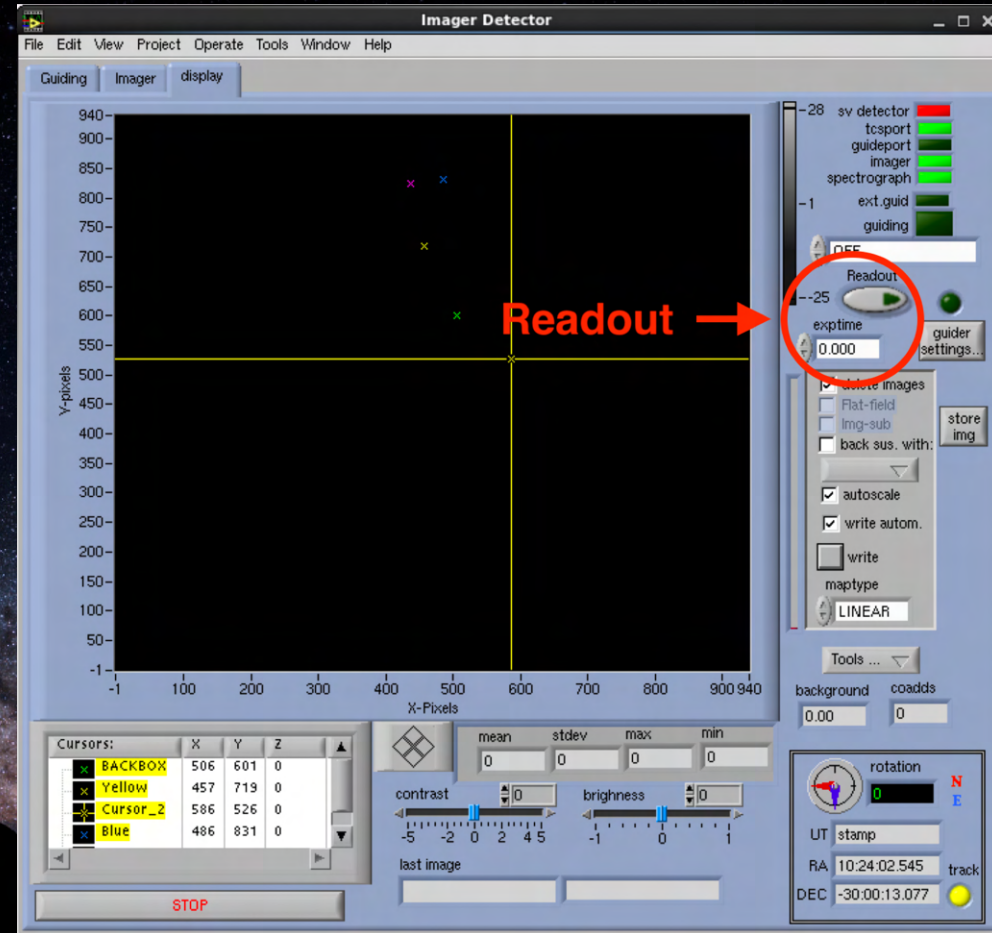 Imager Detector
File Edit View Project Operate Tools Window Help
Guiding Imager display
940
900
850
800
750
700
650
600
550
500
450
400
350
300
250
200
150
100
50
-1
Y-pixels
-1 100 200 300 400 500 600 700 800 900 940
X-Pixels
Readout
-28
-1
--25
sv detector
tcsport
guideport
imager
spectrograph
ext.guid
guiding
OFF
Readout
exptime
0.000
guider
settings...
delete images
Flat-field
Img-sub
back sus. with:
autoscale
write autom.
write
maptype
LINEAR
store
img
Tools ...
background coadds
0.00 0
Cursors: X Y Z
BACKBOX 506 601 0
Yellow 457 719 0
Cursor_2 586 526 0
Blue 486 831 0
STOP
mean stdev max min
0 0 0 0
contrast 0 brighness 0
-5 -2 0 2 4 5 -1 0 1
last image
rotation
0
N
E
UT stamp
RA 10:24:02.545 track
DEC -30:00:13.077